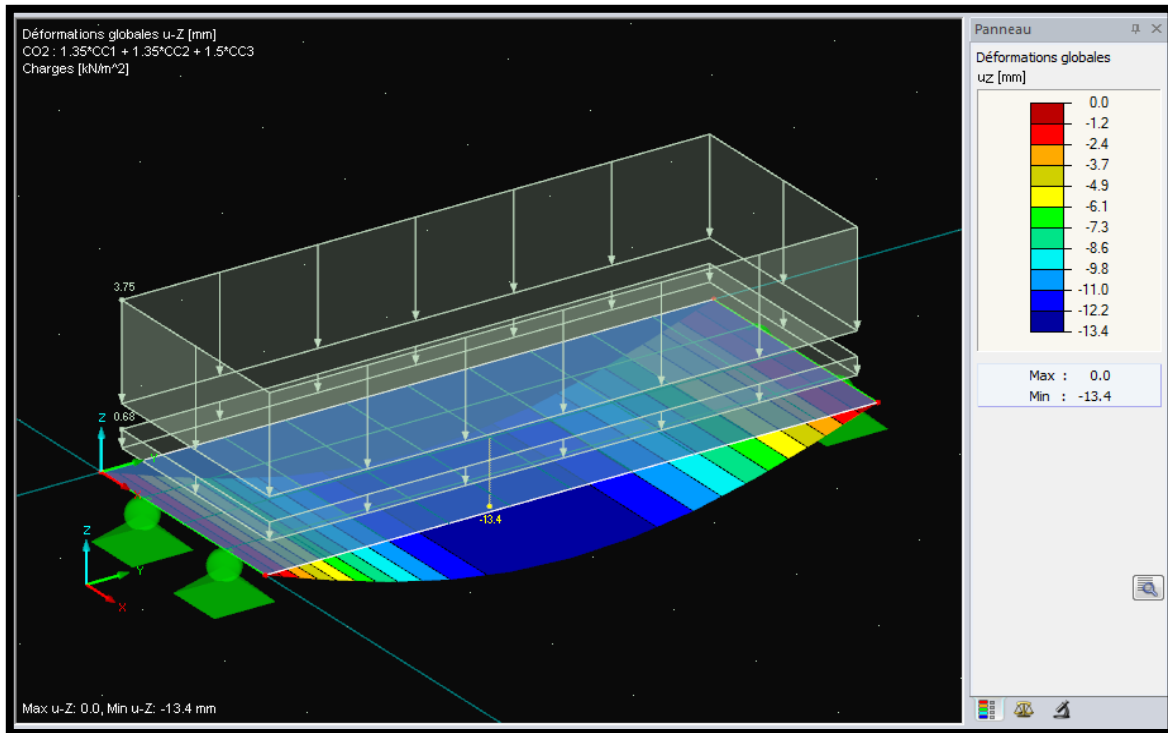 Déformations globales u-Z [mm]
CO2 : 1.35*CC1 + 1.35*CC2 + 1.5*CC3
Charges [kN/m^2]
3.75
0.68
Z
X
Z
Y
X
-13.4
Max u-Z: 0.0, Min u-Z: -13.4 mm
Panneau
Déformations globales
uz [mm]
0.0
-1.2
-2.4
-3.7
-4.9
-6.1
-7.3
-8.6
-9.8
-11.0
-12.2
-13.4
Max : 0.0
Min : -13.4